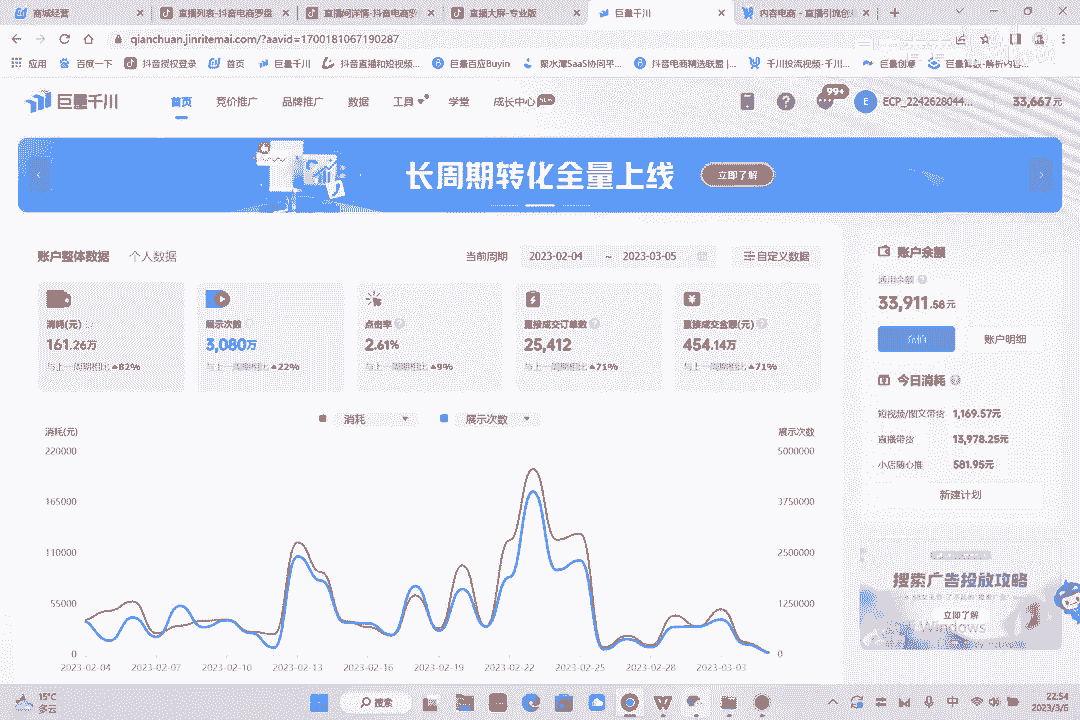 商城经营
直播列表-抖音电商罗盘
直播间详情-抖音电商罗
直播大屏-专业版
巨量千川
内容电商 - 直播引流创
qianchuan.jinritemai.com/?aavid=1700181067190287
应用 百度一下 抖音授权登录 首页 巨量千川 抖音直播和短视频... 巨量百应Buyin 聚水潭SaaS协同平... 抖音电商精选联盟 |... 千川投流视频-千川... 巨量创意
巨量千川 首页 竞价推广 品牌推广 数据 工具 学堂 成长中心 NEW 99+ E ECP_2242628044... 33,667元
长周期转化全量上线 立即了解
账户整体数据 个人数据 当前周期 2023-02-04 ~ 2023-03-05 自定义数据
消耗(元) 展示次数 点击率 直接成交订单数 直接成交金额(元)
161.26万 3,080万 2.61% 25,412 454.14万
与上一周期相比 ▲82% 与上一周期相比 ▲22% 与上一周期相比 ▲9% 与上一周期相比 ▲71% 与上一周期相比 ▲71%
消耗 展示次数
消耗(元) 展示次数
220000 5000000
165000 3750000
110000 2500000
55000 1250000
0 0
2023-02-04 2023-02-07 2023-02-10 2023-02-13 2023-02-16 2023-02-19 2023-02-22 2023-02-25 2023-02-28 2023-03-03
账户余额
通用余额
33,911.58元
充值 账户明细
今日消耗
短视频/图文带货 1,169.57元
直播带货 13,978.25元
小店随心推 581.95元
新建计划
搜索广告投放攻略
立即了解
Windows
15°C
多云
搜索
中
22:54
2023/3/6